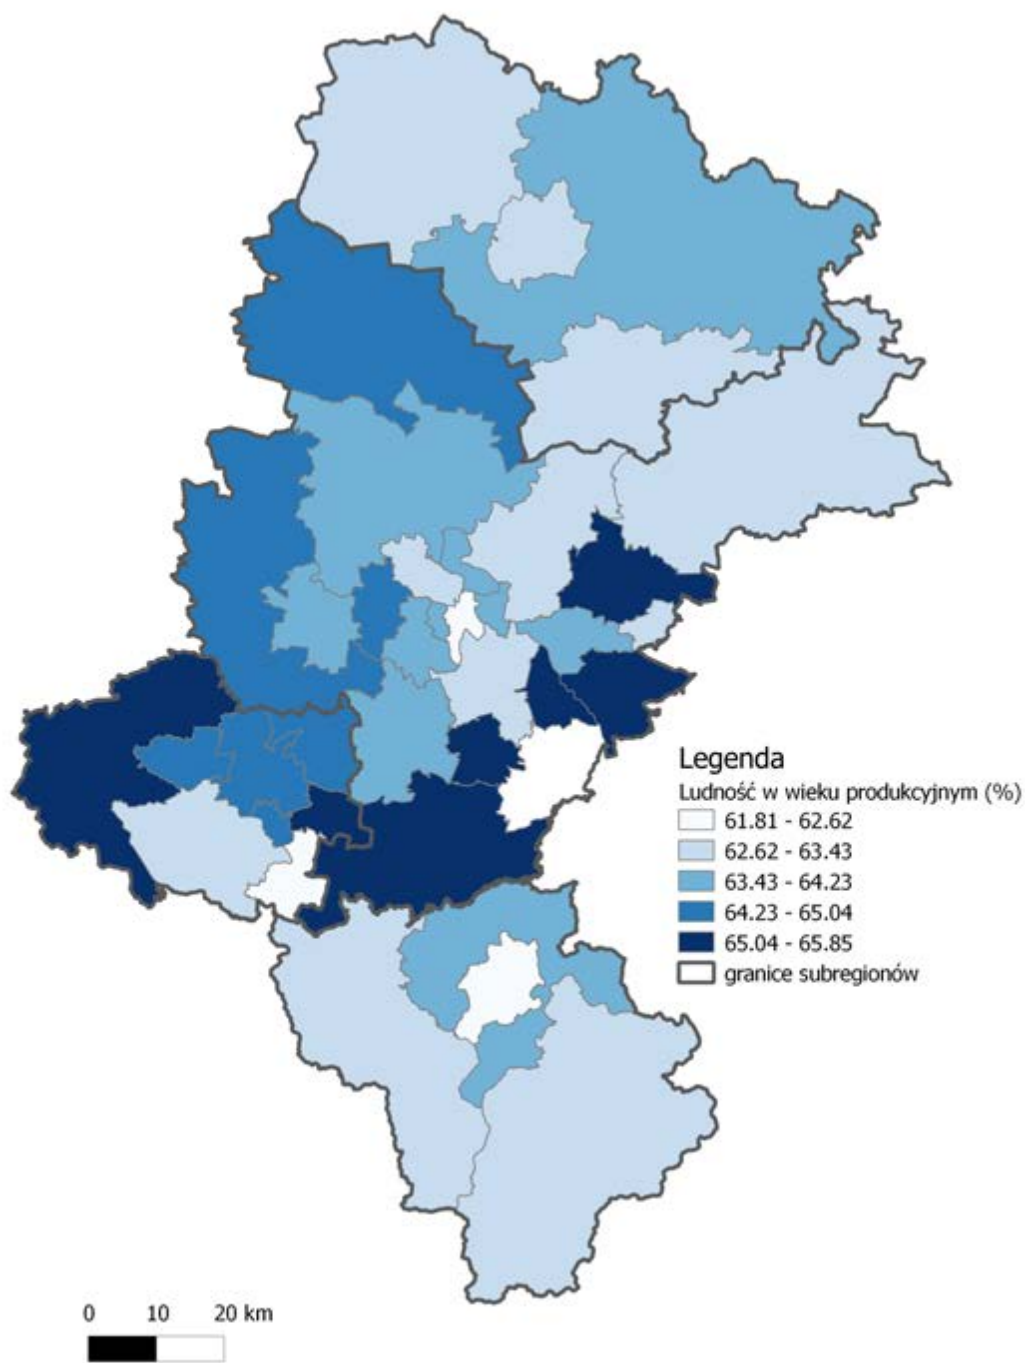 Legenda
Ludność w wieku produkcyjnym (%)
61.81 - 62.62
62.62 - 63.43
63.43 - 64.23
64.23 - 65.04
65.04 - 65.85
granice subregionów
0 10 20 km